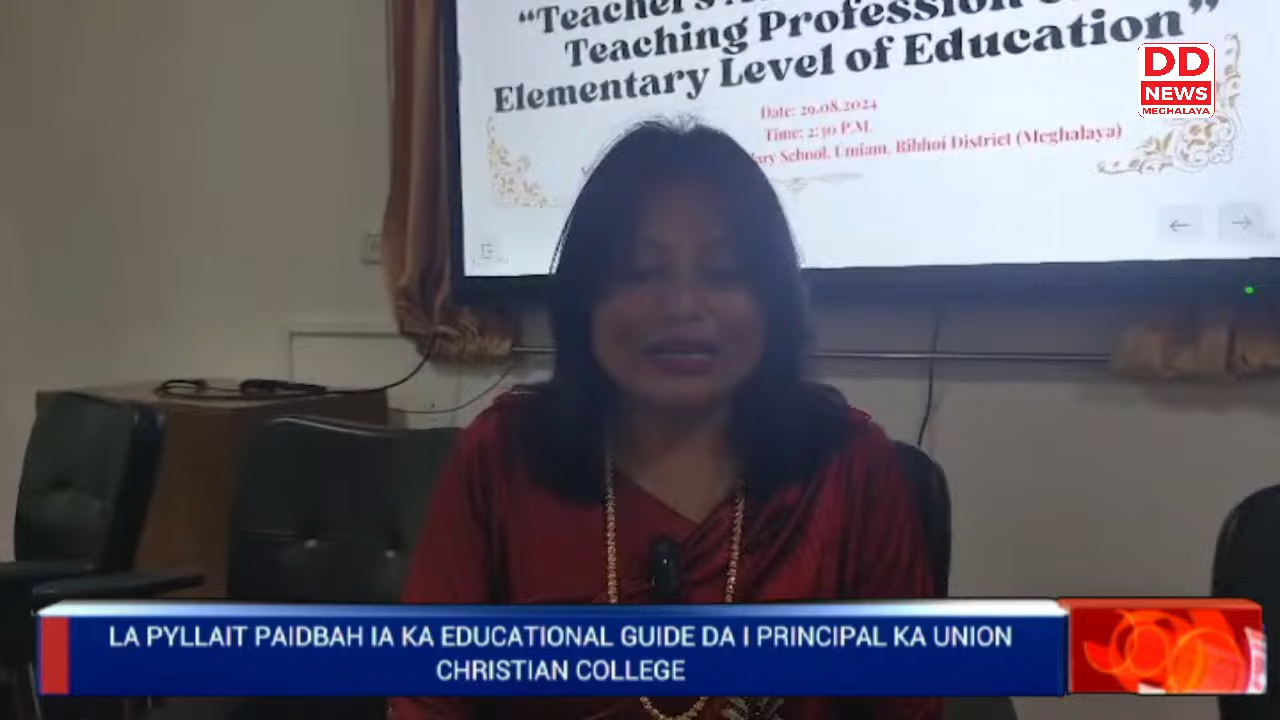 Teaching Profession
Elementary Level of Education”
DD
NEWS
MEGHALAYA
Date: 29.08.2024
Time: 2:30 P.M.
School, Umiam, Ribhoi District (Meghalaya)
LA PYLLAIT PAIDBAH IA KA EDUCATIONAL GUIDE DA I PRINCIPAL KA UNION
CHRISTIAN COLLEGE